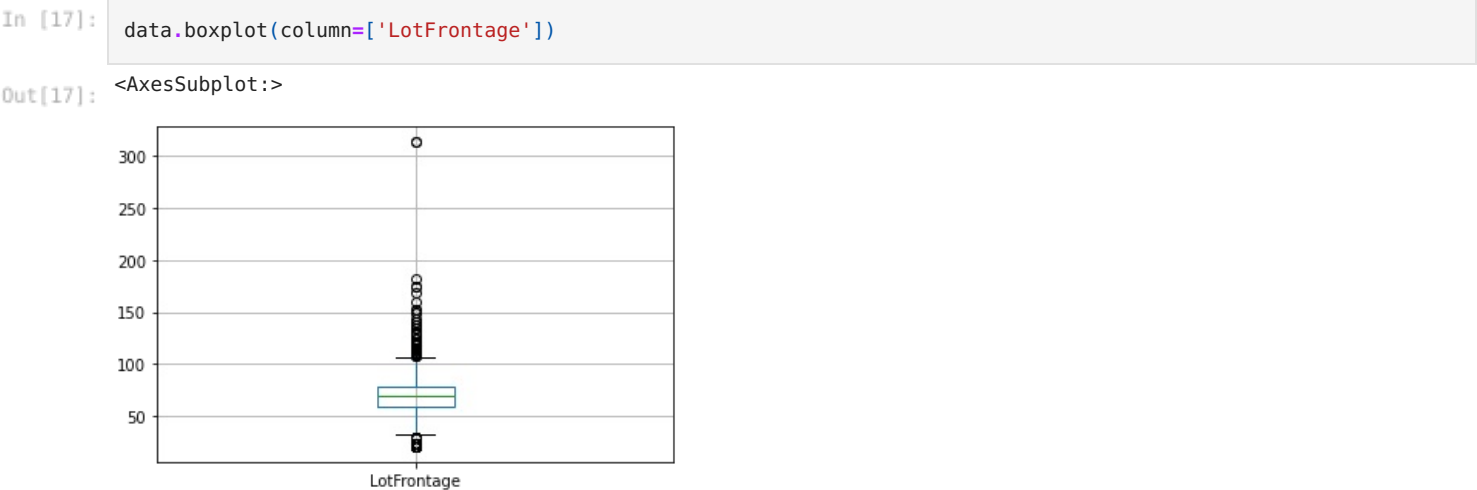 In [17]:
data.boxplot(column=['LotFrontage'])
Out[17]:
<AxesSubplot:>
300
250
200
150
100
50
LotFrontage